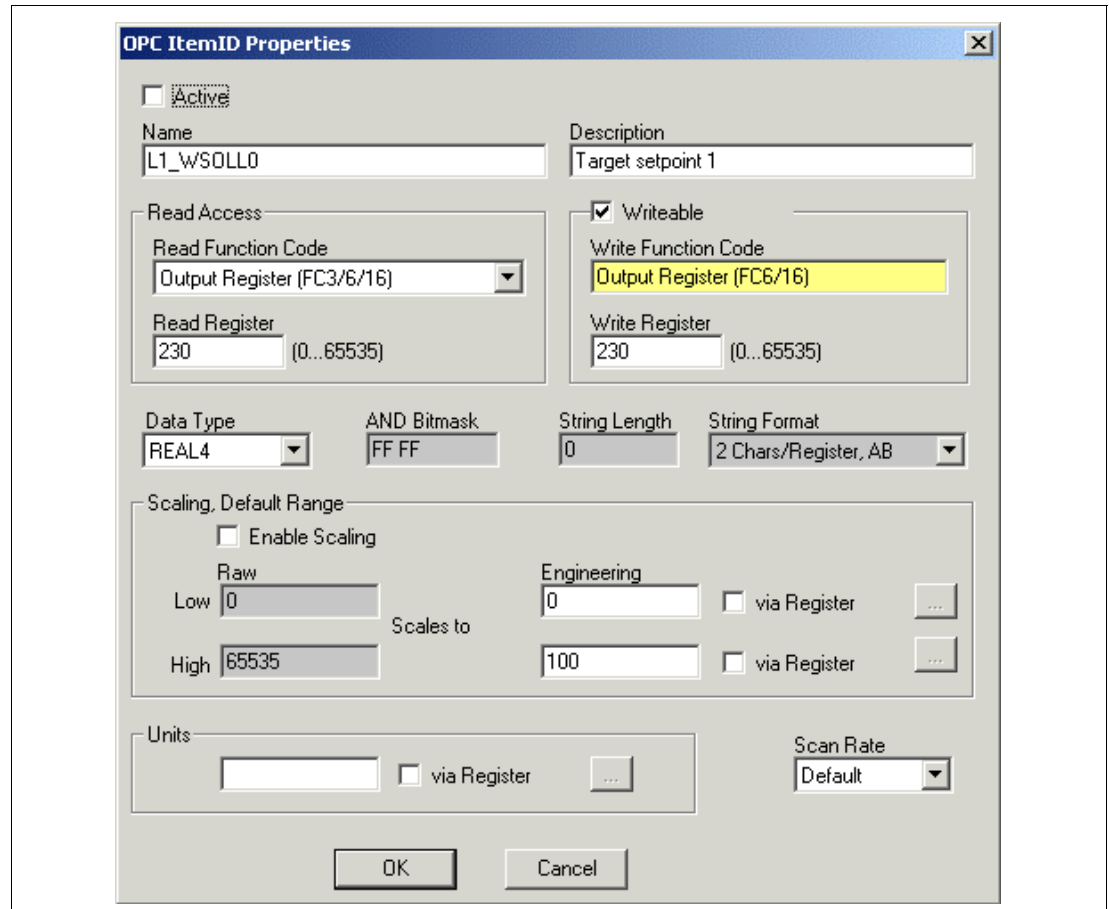 OPC ItemID Properties
Active
Name Description
L1_WSOLL0 Target setpoint 1
Read Access Writeable
Read Function Code Write Function Code
Output Register (FC3/6/16) Output Register (FC6/16)
Read Register Write Register
230 (0...65535) 230 (0...65535)
Data Type AND Bitmask String Length String Format
REAL4 FF FF 0 2 Chars/Register, AB
Scaling, Default Range
Enable Scaling
Raw Engineering
Low 0 0 via Register ...
Scales to
High 65535 100 via Register ...
Units Scan Rate
via Register ... Default
OK Cancel